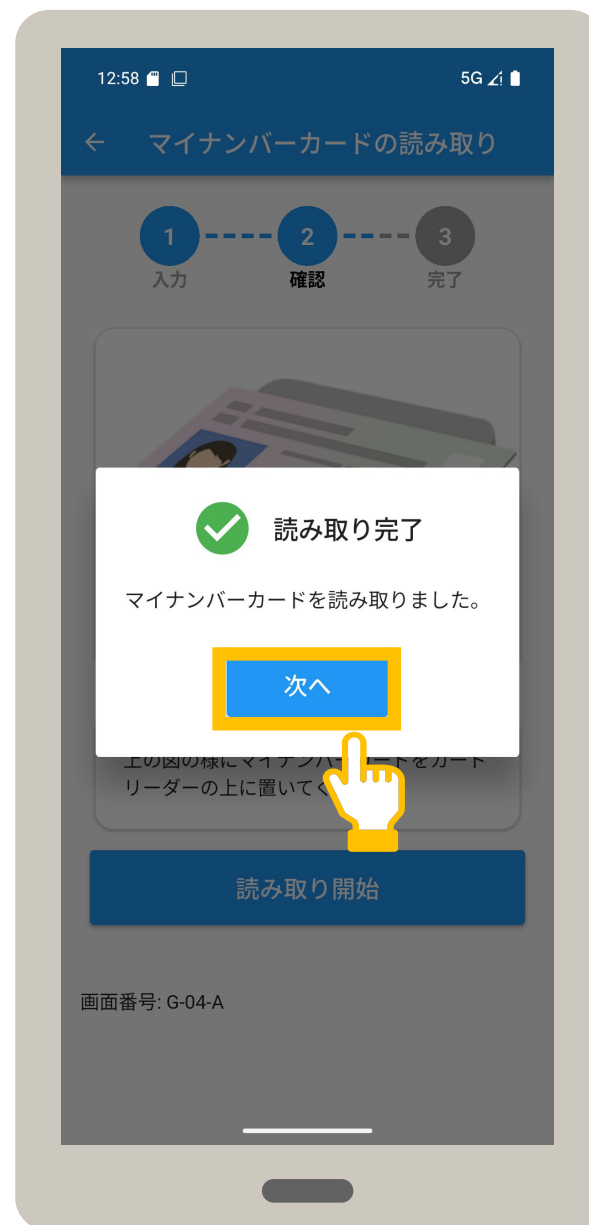 12:58
5G
マイナンバーカードの読み取り
1
2
3
入力
確認
完了
読み取り完了
マイナンバーカードを読み取りました。
次へ
上の図の様にマイナンバーカードをカード
リーダーの上に置いてく
読み取り開始
画面番号: G-04-A